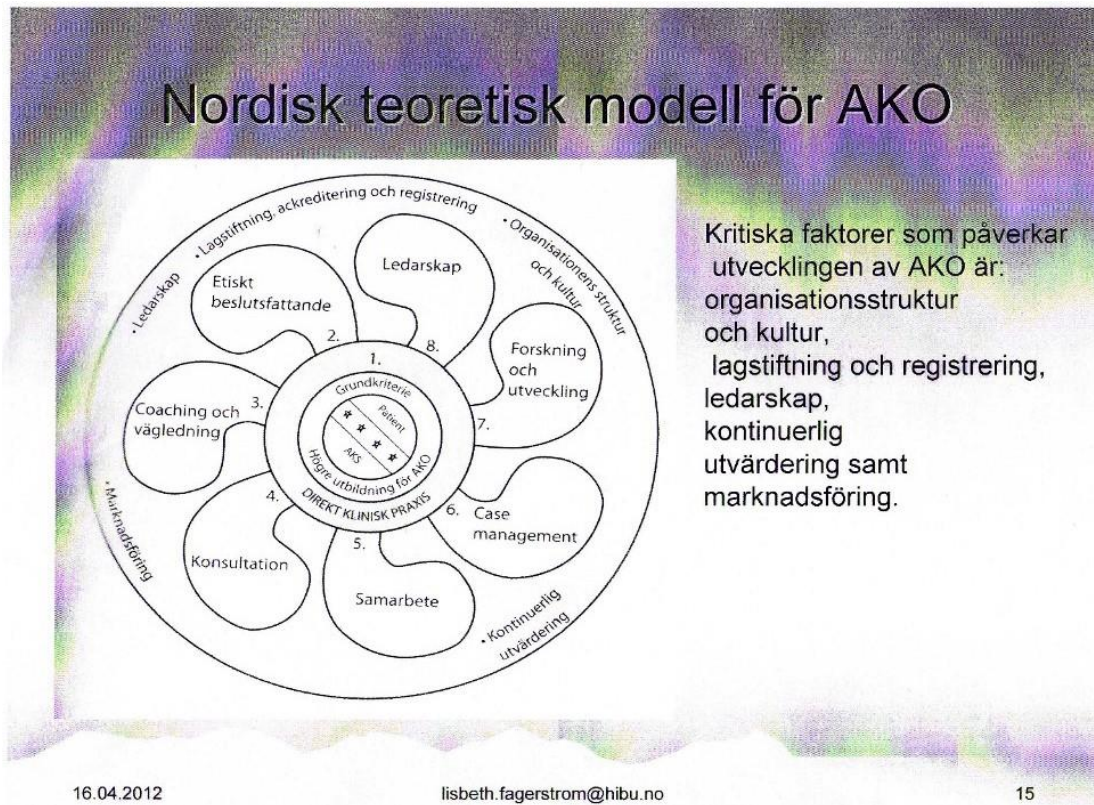 Nordisk teoretisk modell för AKO
• Ledarskap
• Lagstiftning, ackreditering och registrering
• Organisationens struktur
och kultur
• Kontinuerlig
utvärdering
• Marknadsföring
1.
Grundkriterie
Patient
AKS
Högre utbildning för AKO
DIREKT KLINISK PRAXIS
2.
Etiskt
beslutsfattande
3.
Coaching och
vägledning
4.
Konsultation
5.
Samarbete
6.
Case
management
7.
Forskning
och
utveckling
8.
Ledarskap
Kritiska faktorer som påverkar
utvecklingen av AKO är:
organisationsstruktur
och kultur,
lagstiftning och registrering,
ledarskap,
kontinuerlig
utvärdering samt
marknadsföring.
16.04.2012
lisbeth.fagerstrom@hibu.no
15